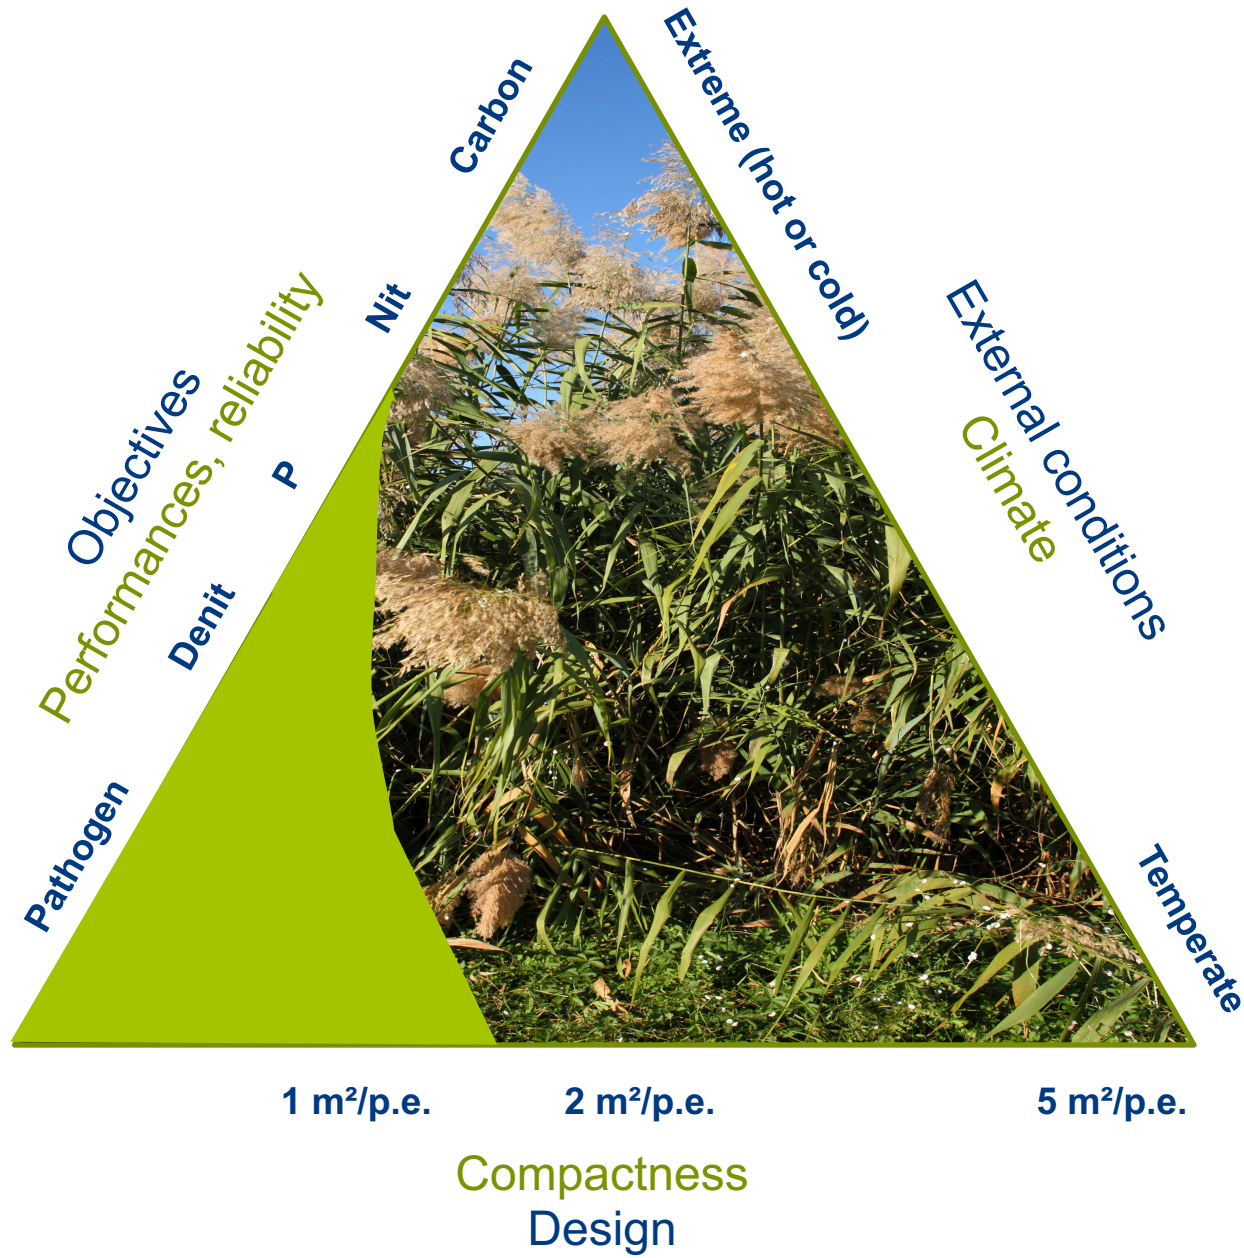 Carbon
Nit
P
Denit
Pathogen
Objectives
Performances, reliability
Extreme (hot or cold)
Temperate
External conditions
Climate
1 m²/p.e.
2 m²/p.e.
5 m²/p.e.
Compactness
Design